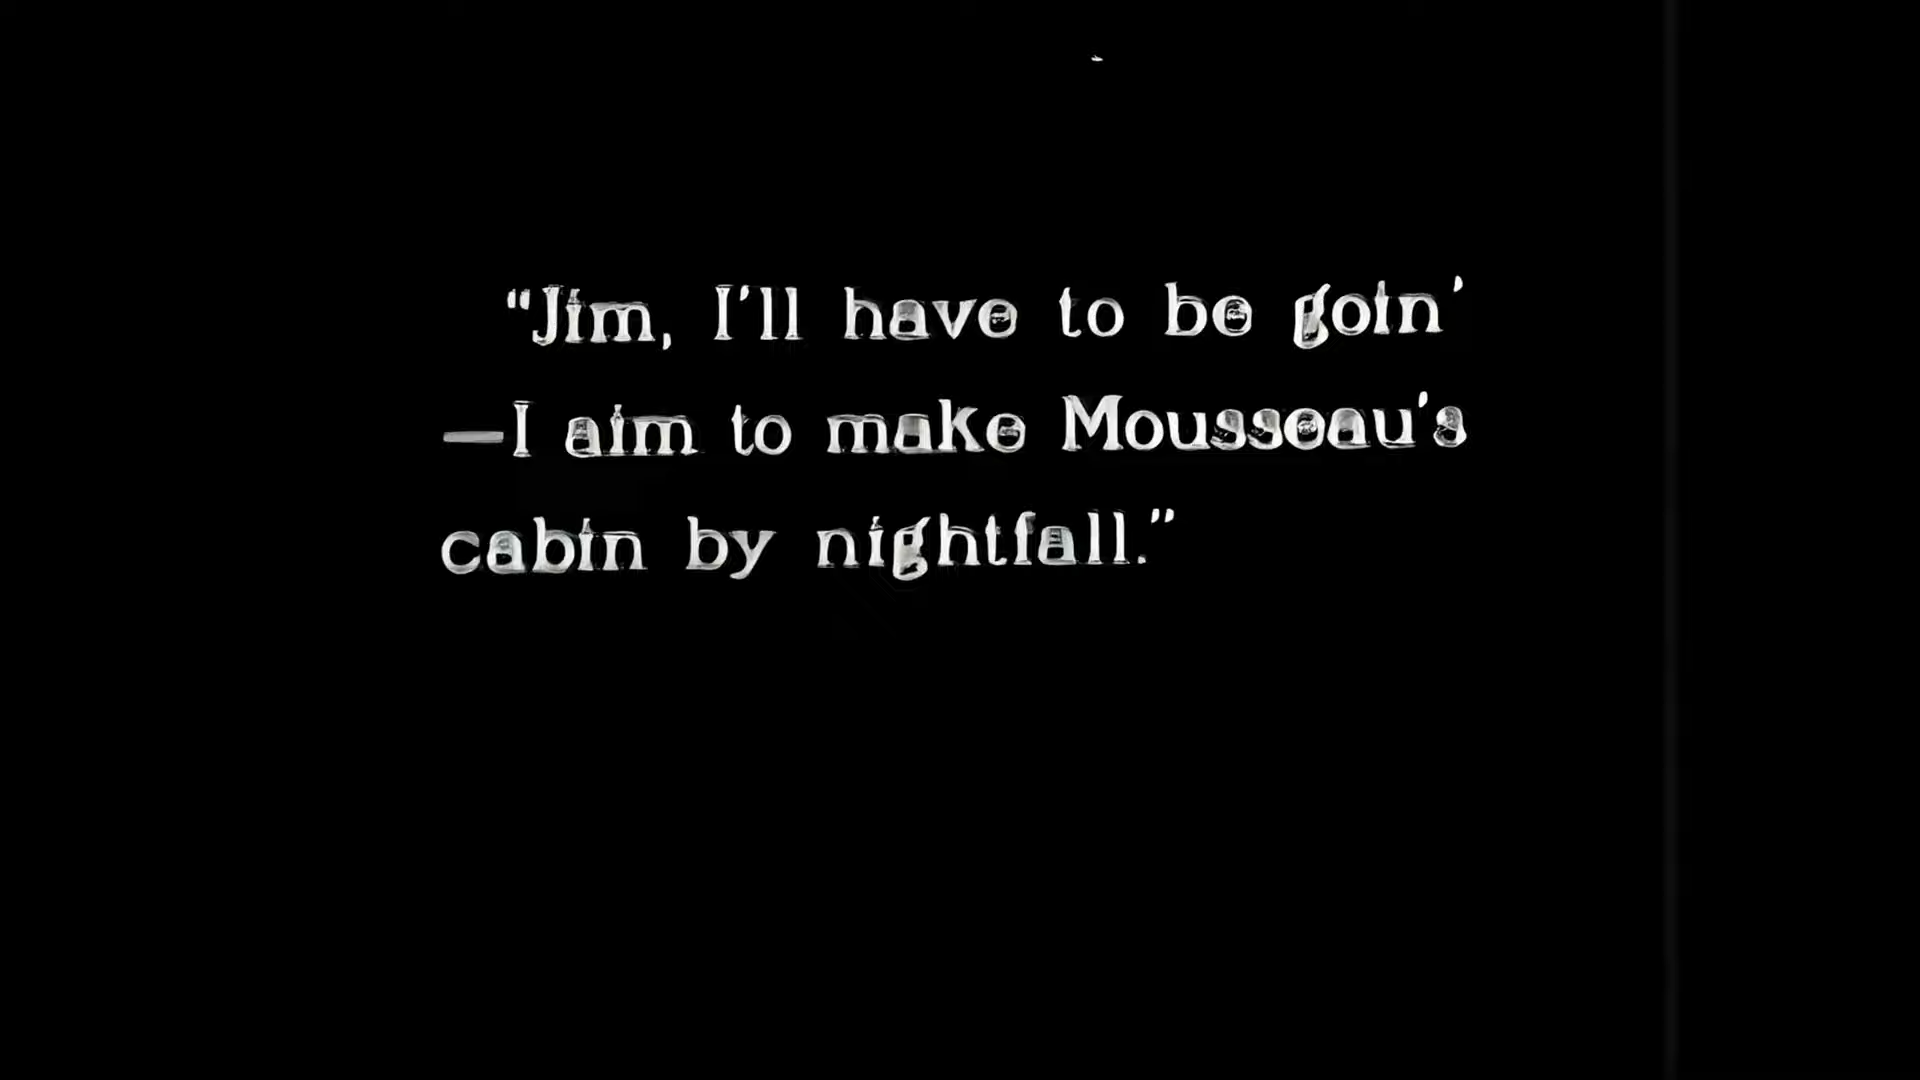 “Jim, I’ll have to be goin’
—I aim to make Mousseau’s
cabin by nightfall.”